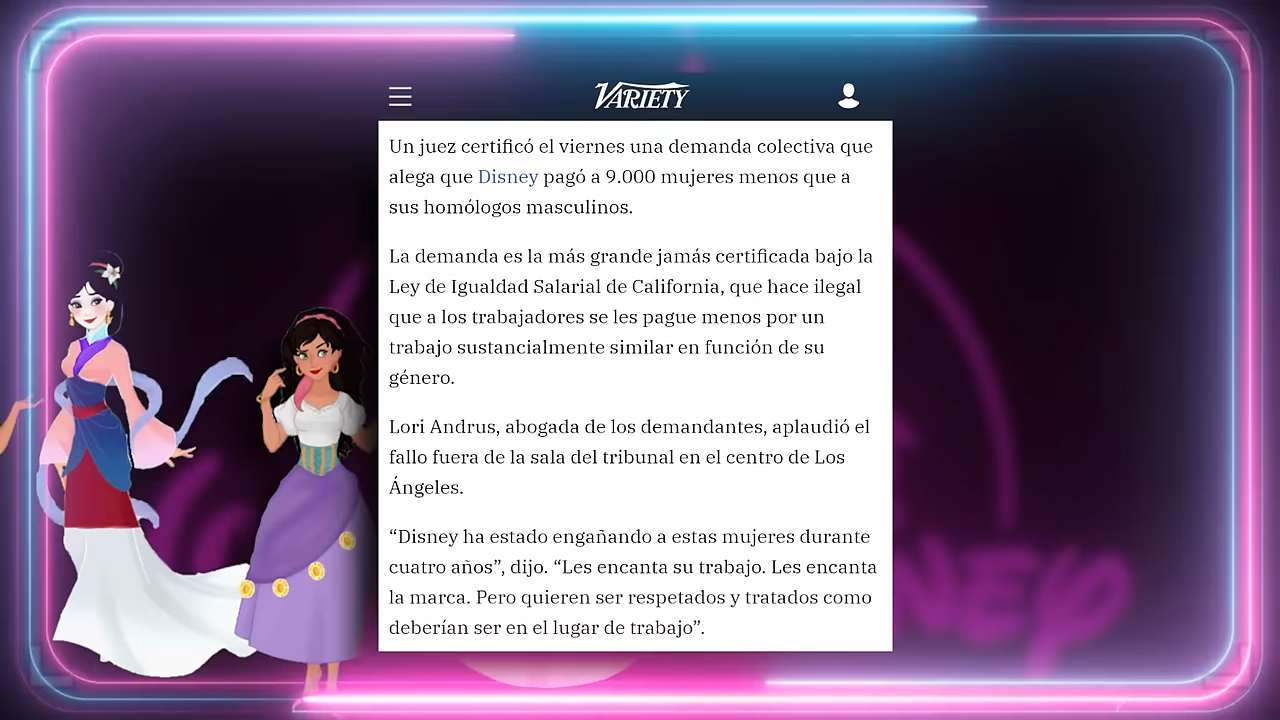 VARIETY
Un juez certificó el viernes una demanda colectiva que
alega que Disney pagó a 9.000 mujeres menos que a
sus homólogos masculinos.
La demanda es la más grande jamás certificada bajo la
Ley de Igualdad Salarial de California, que hace ilegal
que a los trabajadores se les pague menos por un
trabajo sustancialmente similar en función de su
género.
Lori Andrus, abogada de los demandantes, aplaudió el
fallo fuera de la sala del tribunal en el centro de Los
Ángeles.
“Disney ha estado engañando a estas mujeres durante
cuatro años”, dijo. “Les encanta su trabajo. Les encanta
la marca. Pero quieren ser respetados y tratados como
deberían ser en el lugar de trabajo”.